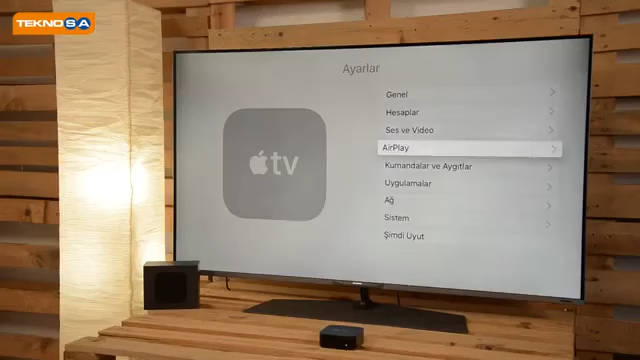 TEKNOSA
Ayarlar
Genel
Hesaplar
Ses ve Video
AirPlay
Kumandalar ve Aygıtlar
Uygulamalar
Ağ
Sistem
Şimdi Uyut
tv